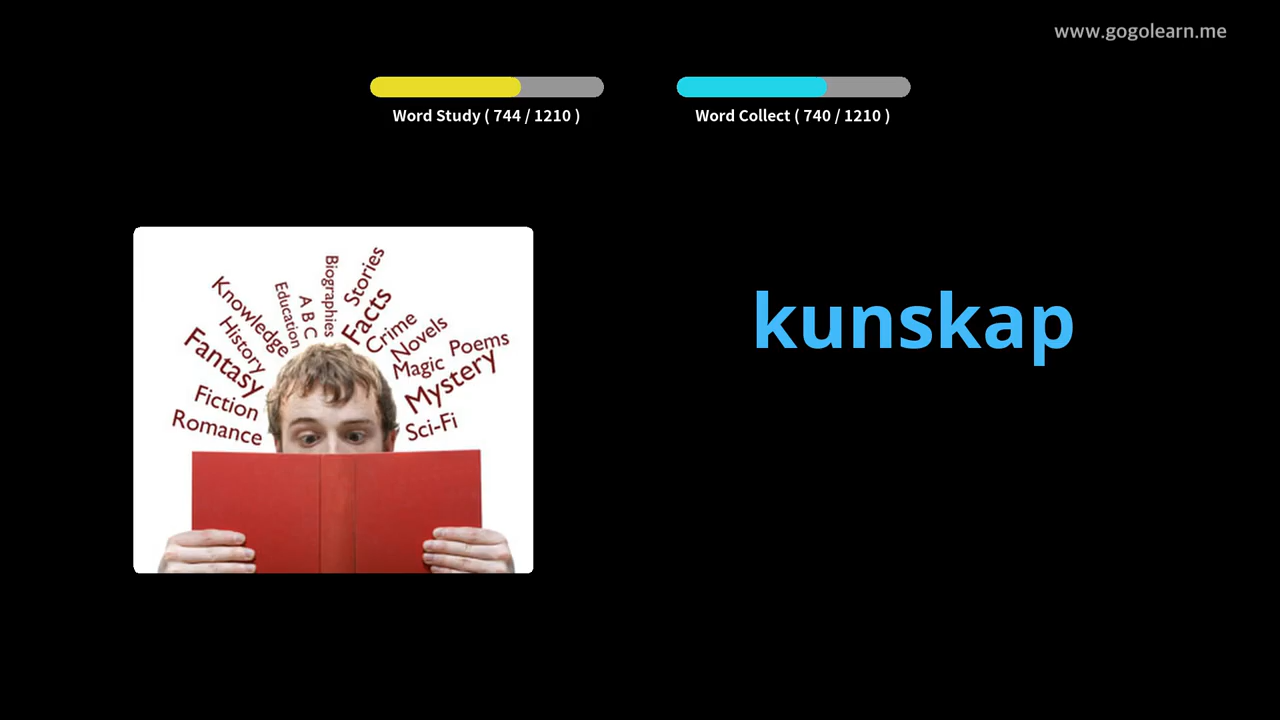 www.gogolearn.me
Word Study ( 744 / 1210 )
Word Collect ( 740 / 1210 )
Romance
Fiction
Fantasy
History
Knowledge
Education
A B C
Biographies
Stories
Facts
Crime
Novels
Magic
Poems
Mystery
Sci-Fi
kunskap